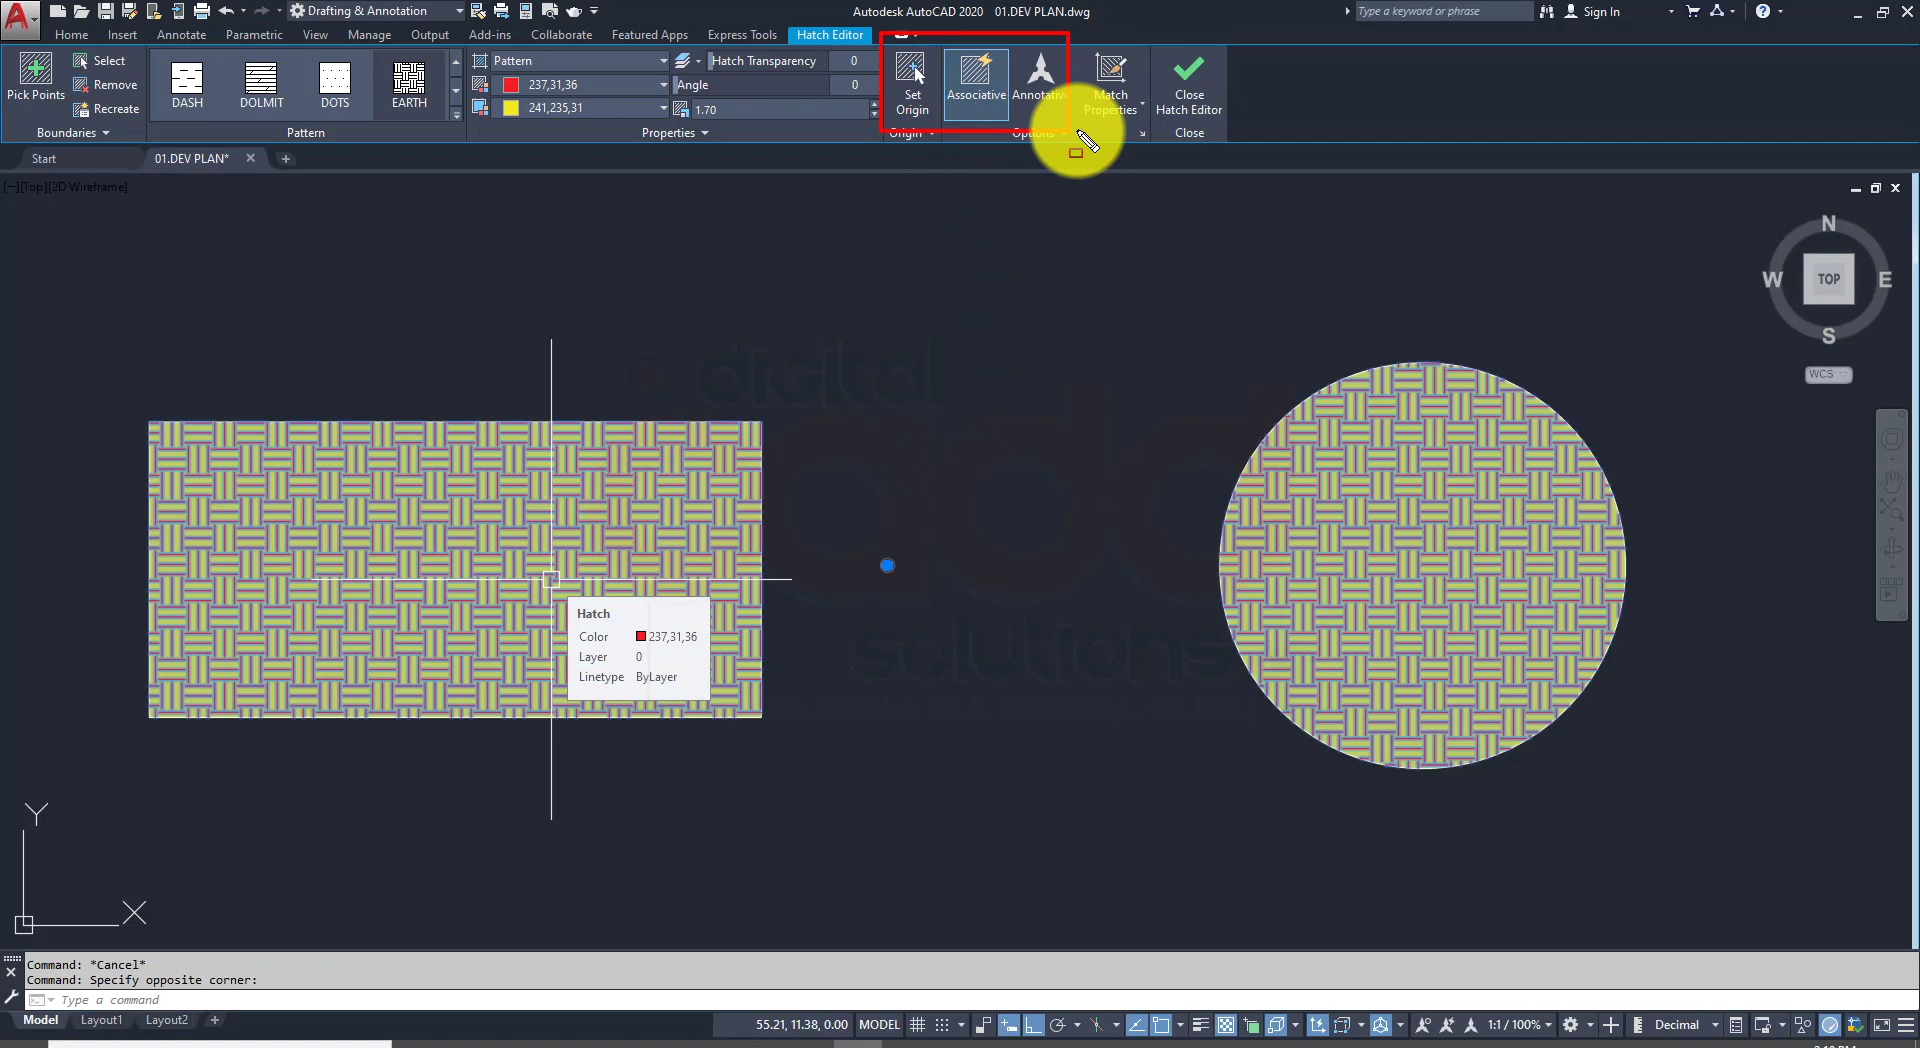 Drafting & Annotation
Autodesk AutoCAD 2020 01.DEV PLAN.dwg
Type a keyword or phrase
Sign In
Home Insert Annotate Parametric View Manage Output Add-ins Collaborate Featured Apps Express Tools Hatch Editor
Pick Points
Select
Remove
Recreate
Boundaries
DASH
DOLMIT
DOTS
EARTH
Pattern
Pattern
237,31,36
241,235,31
Hatch Transparency 0
Angle 0
1.70
Properties
Set
Origin
Origin
Associative
Annotative
Options
Match
Properties
Close
Hatch Editor
Close
Start
01.DEV PLAN*
[−][Top][2D Wireframe]
N
W
TOP
E
S
WCS
digital
solutions
Hatch
Color 237,31,36
Layer 0
Linetype ByLayer
Y
X
Command: *Cancel*
Command: Specify opposite corner:
Type a command
Model Layout1 Layout2
55.21, 11.38, 0.00 MODEL
1:1 / 100%
Decimal